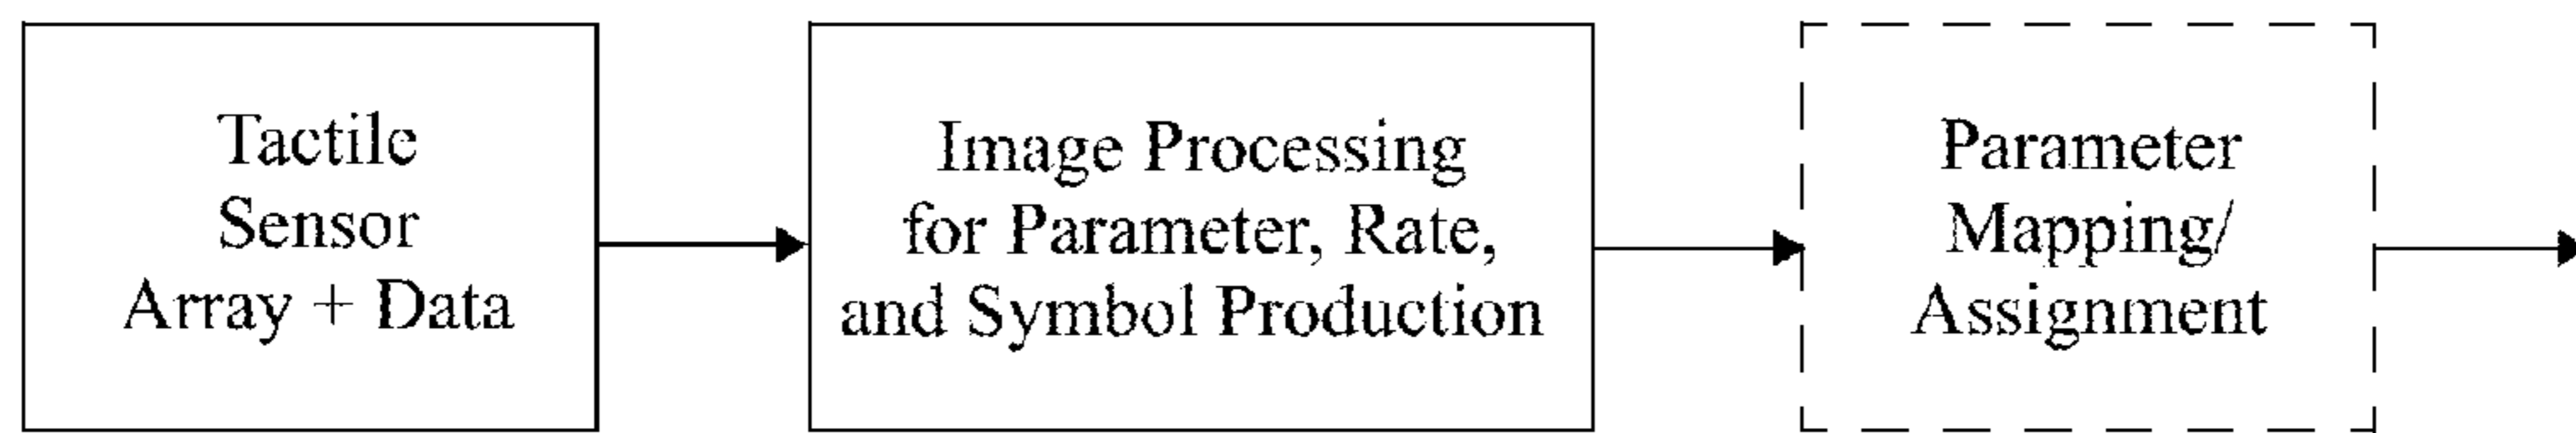 Tactile
Sensor
Array + Data
Image Processing
for Parameter, Rate,
and Symbol Production
Parameter
Mapping/
Assignment